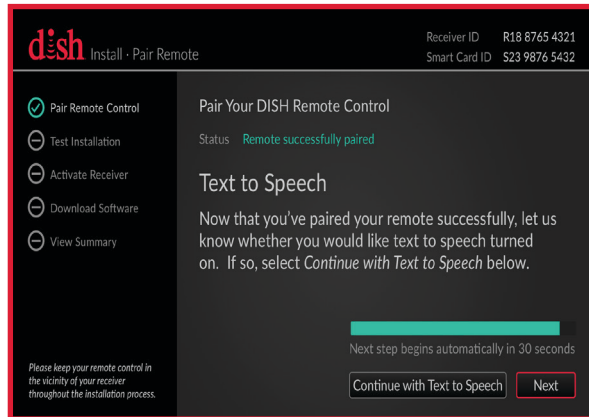 dish Install · Pair Remote
Receiver ID R18 8765 4321
Smart Card ID S23 9876 5432
Pair Remote Control
Test Installation
Activate Receiver
Download Software
View Summary
Please keep your remote control in
the vicinity of your receiver
throughout the installation process.
Pair Your DISH Remote Control
Status Remote successfully paired
Text to Speech
Now that you've paired your remote successfully, let us
know whether you would like text to speech turned
on. If so, select Continue with Text to Speech below.
Next step begins automatically in 30 seconds
Continue with Text to Speech Next